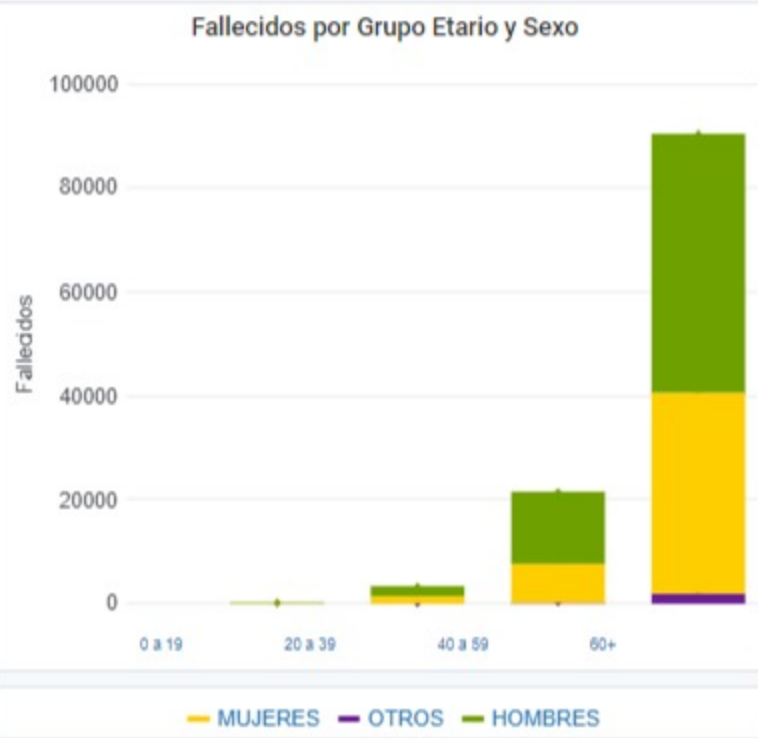 Fallecidos por Grupo Etario y Sexo
100000
80000
60000
40000
20000
0
Fallecidos
0 a 19
20 a 39
40 a 59
60+
MUJERES OTROS HOMBRES